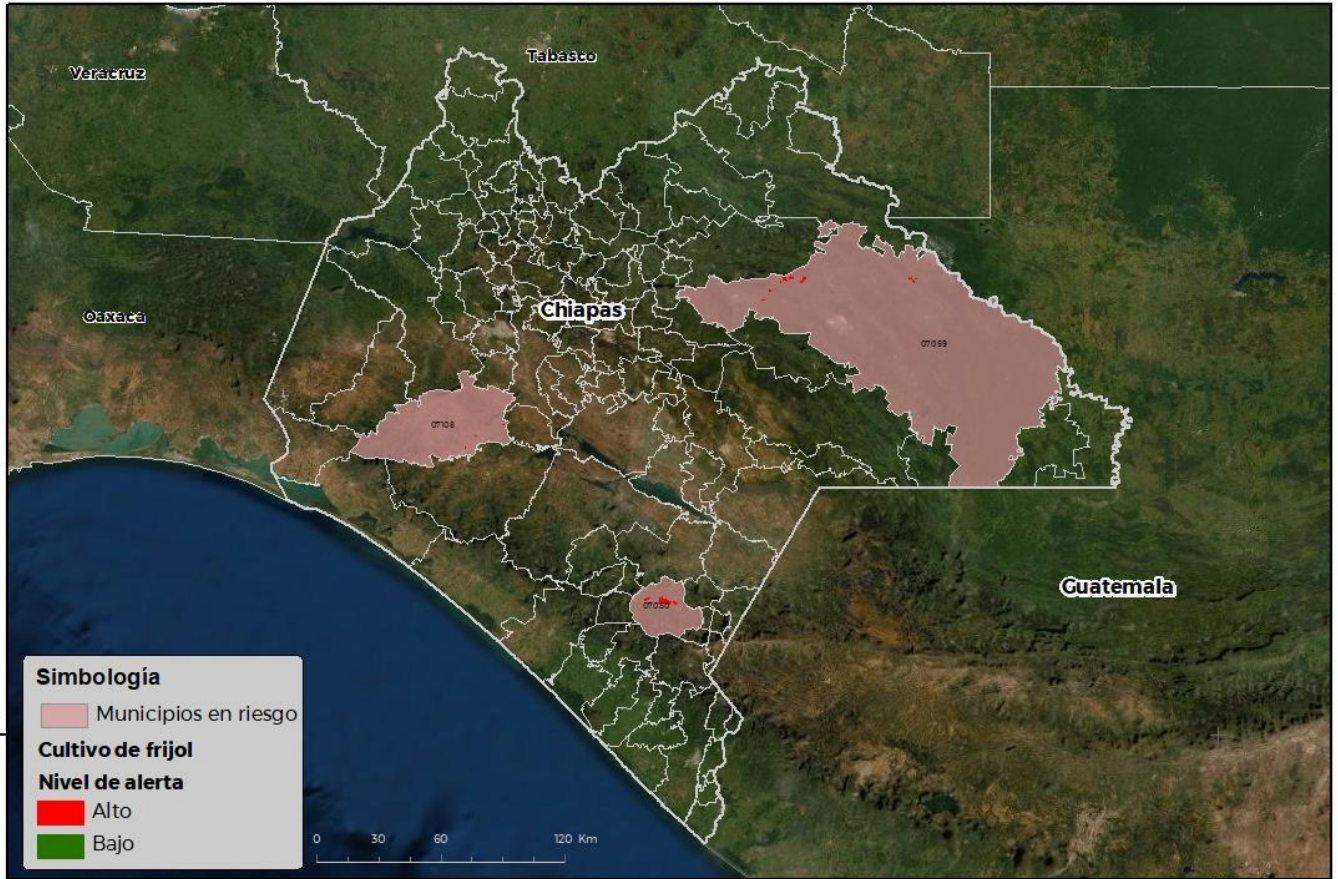 Tabasco
Veracruz
Chiapas
Oaxaca
07059
07108
Guatemala
07080
Simbología
Municipios en riesgo
Cultivo de frijol
Nivel de alerta
Alto
Bajo
0 30 60 120 Km